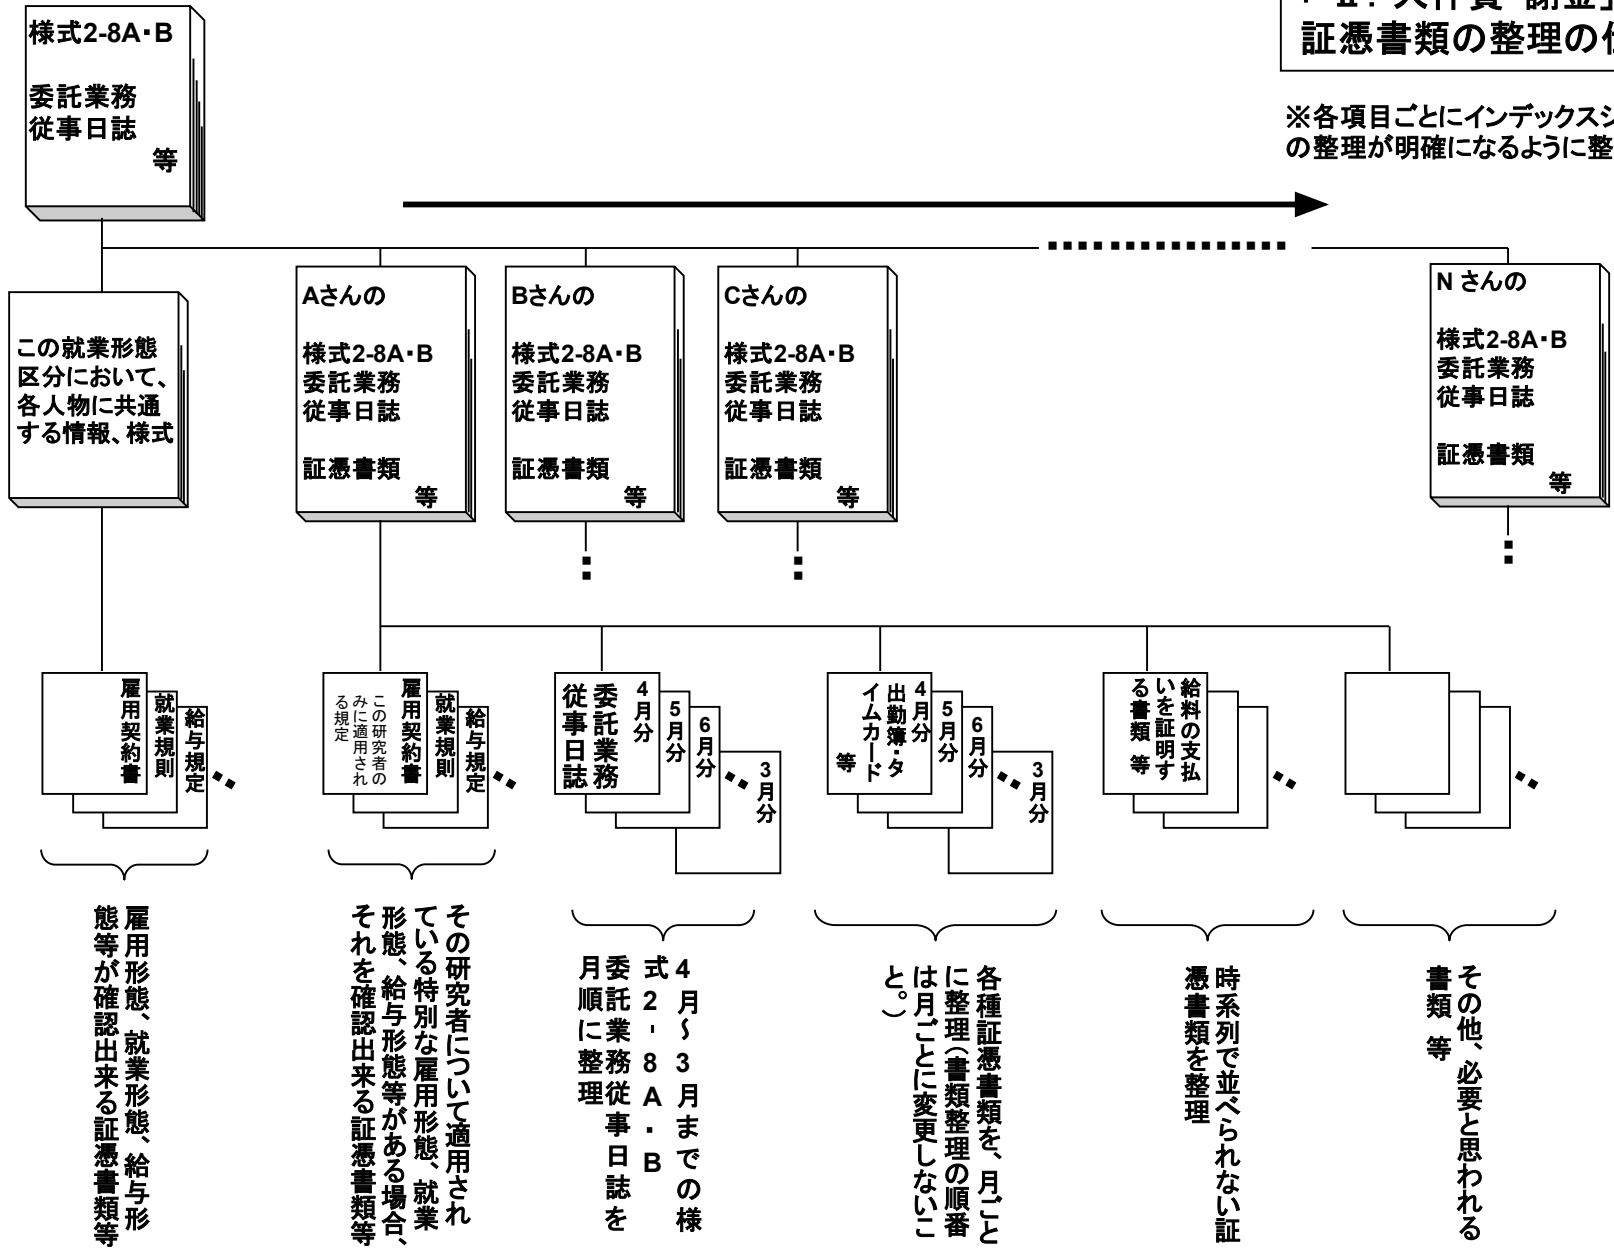 様式2-8A・B
委託業務
従事日誌
等
証憑書類の整理の
※各項目ごとにインデックス
の整理が明確になるように整
この就業形態
区分において、
各人物に共通
する情報、様式
Aさんの
様式2-8A・B
委託業務
従事日誌
証憑書類
等
Bさんの
様式2-8A・B
委託業務
従事日誌
証憑書類
等
Cさんの
様式2-8A・B
委託業務
従事日誌
証憑書類
等
N さんの
様式2-8A・B
委託業務
従事日誌
証憑書類
等
雇用契約書
就業規則
給与規定
雇用契約書
この研究者の
みに適用され
る規定
就業規則
給与規定
4月分
委託業務
従事日誌
5月分
6月分
3月分
4月分
出勤簿・タ
イムカード
等
5月分
6月分
3月分
給料の支払
いを証明す
る書類 等
雇用形態、就業形態、給与形
態等が確認出来る証憑書類等
その研究者について適用され
ている特別な雇用形態、就業
形態、給与形態等がある場合、
それを確認出来る証憑書類等
4月~3月までの様
式2-8A・B
委託業務従事日誌を
月順に整理
各種証憑書類を、月ごと
に整理(書類整理の順番
は月ごとに変更しないこ
と。)
時系列で並べられない証
憑書類を整理
その他、必要と思われる
書類 等